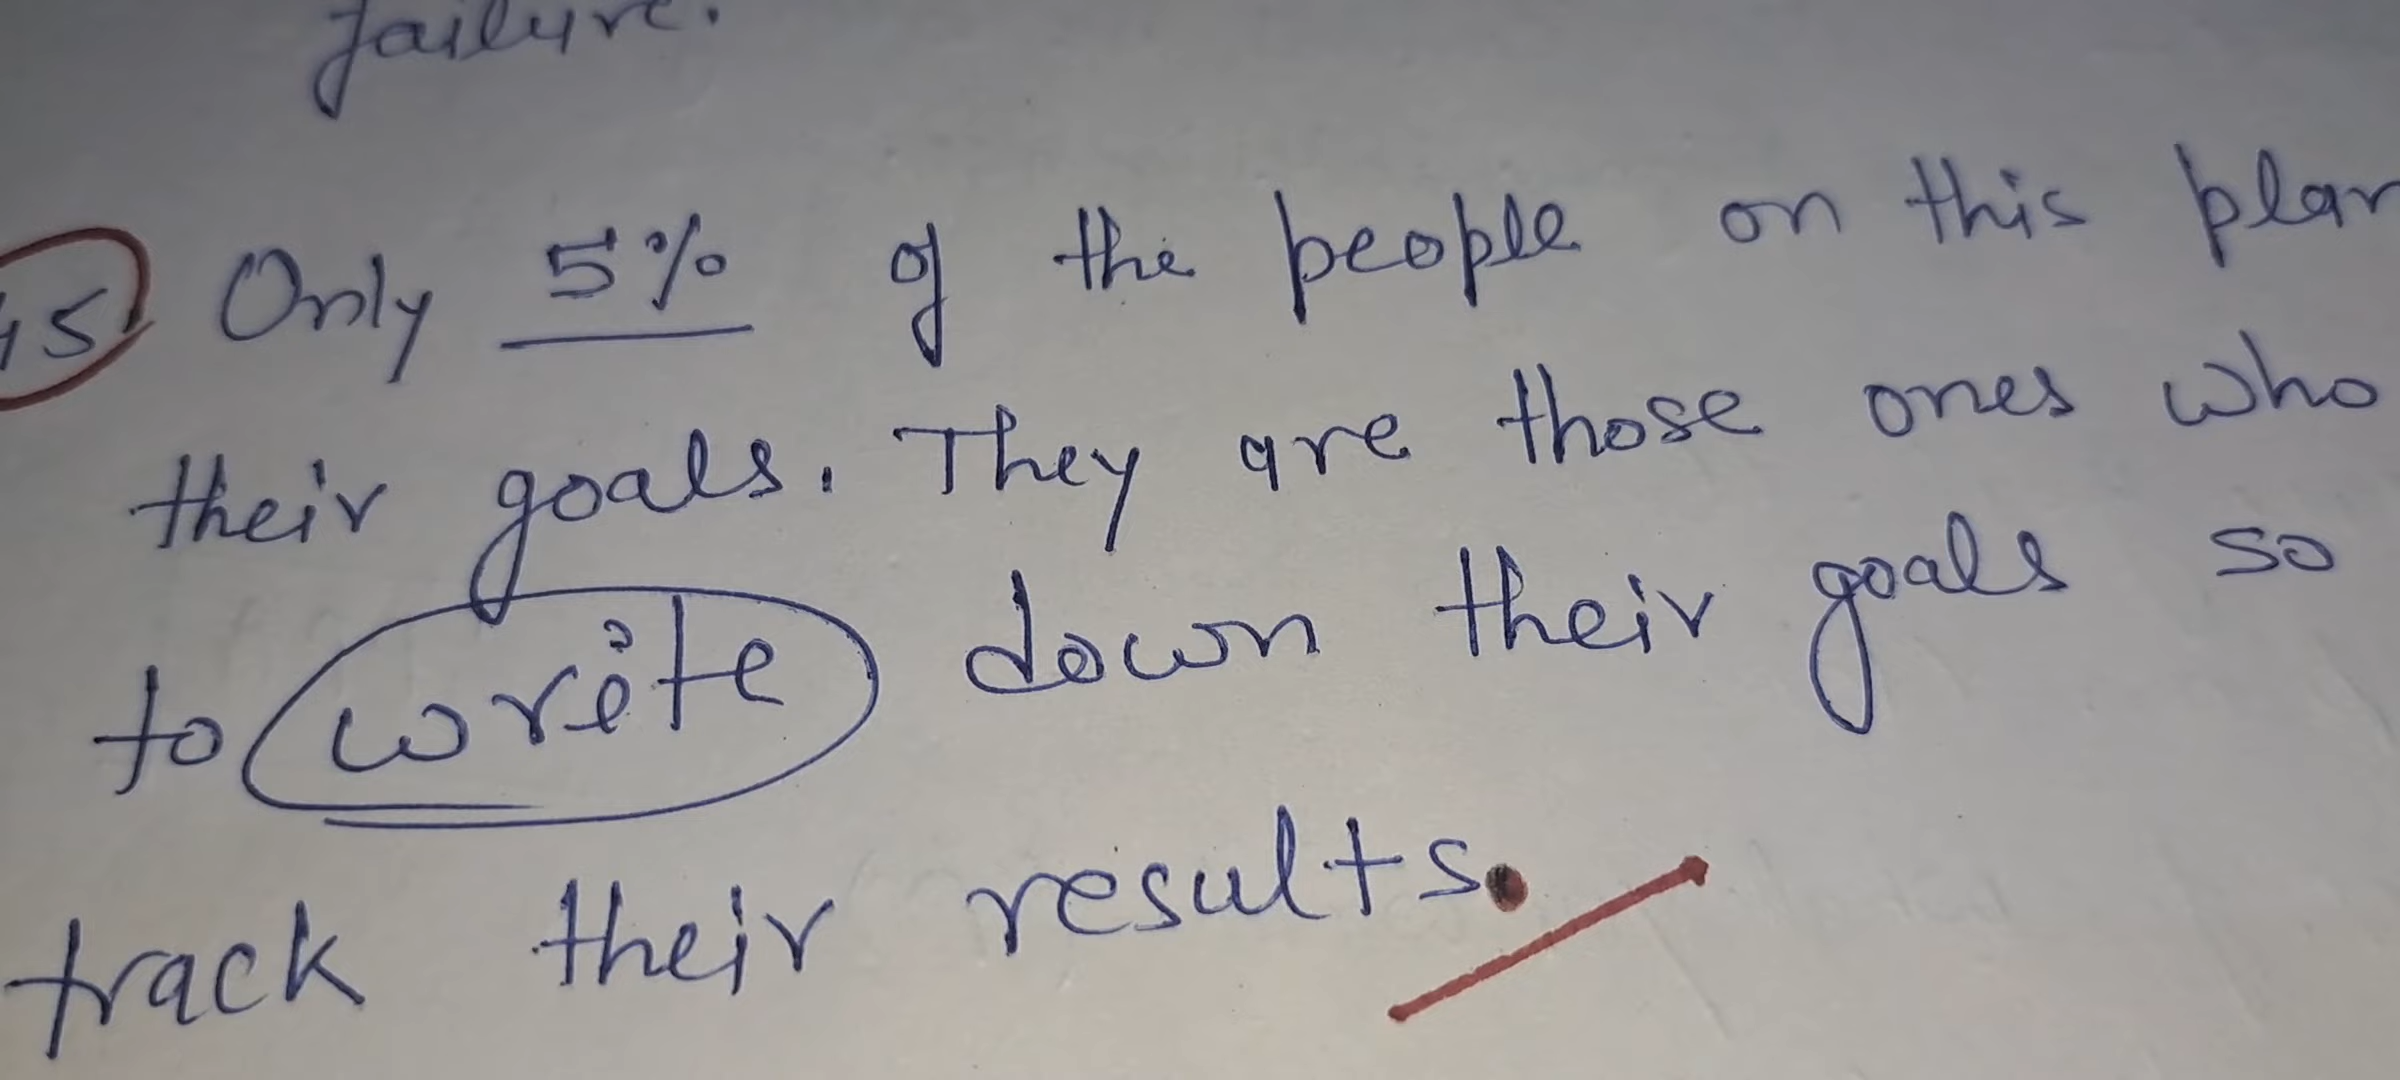 failure.
45 Only 5% of the people on this plan
their goals. They are those ones who
to write down their goals so
track their results.